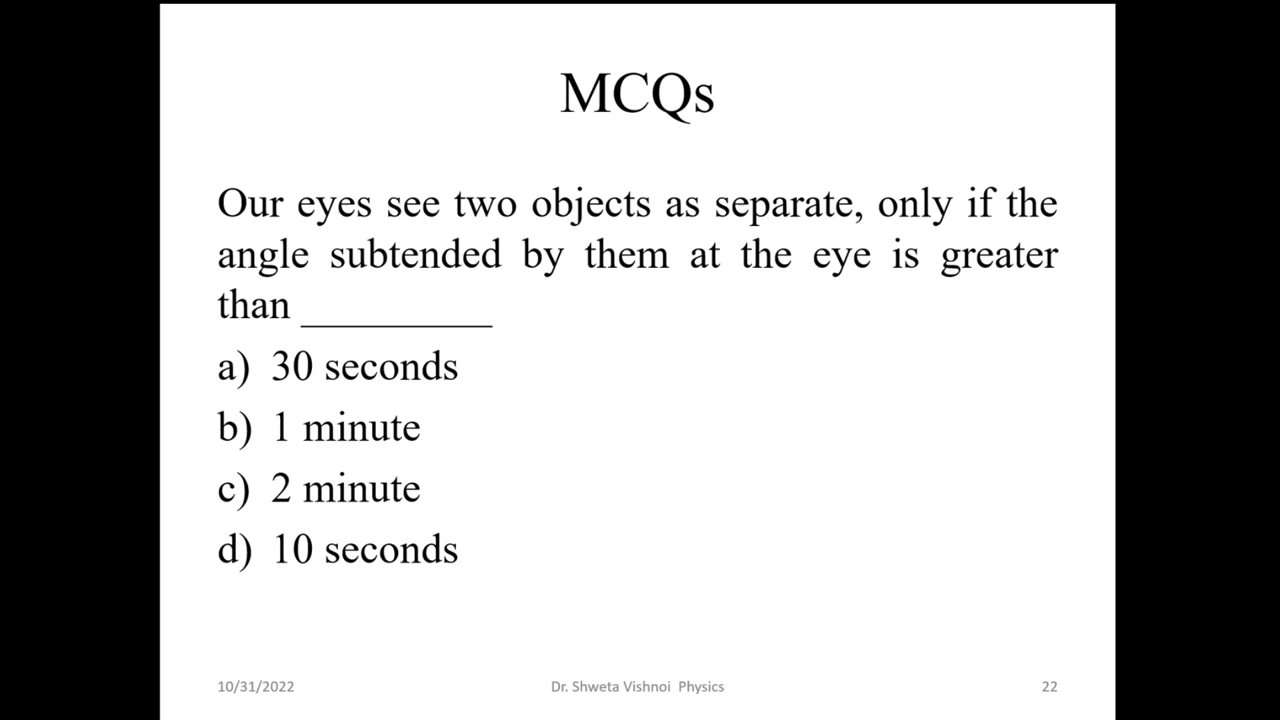 MCQs
Our eyes see two objects as separate, only if the
angle subtended by them at the eye is greater
than __________
a) 30 seconds
b) 1 minute
c) 2 minute
d) 10 seconds
10/31/2022 Dr. Shweta Vishnoi Physics 22